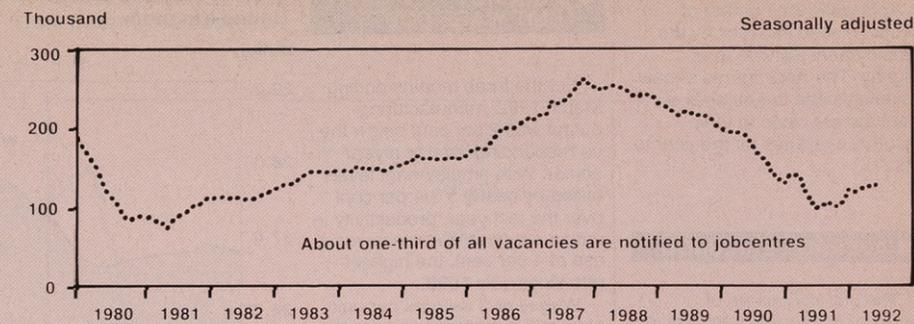 Thousand
Seasonally adjusted
300
200
100
About one-third of all vacancies are notified to jobcentres
0
1980 1981 1982 1983 1984 1985 1986 1987 1988 1989 1990 1991 1992